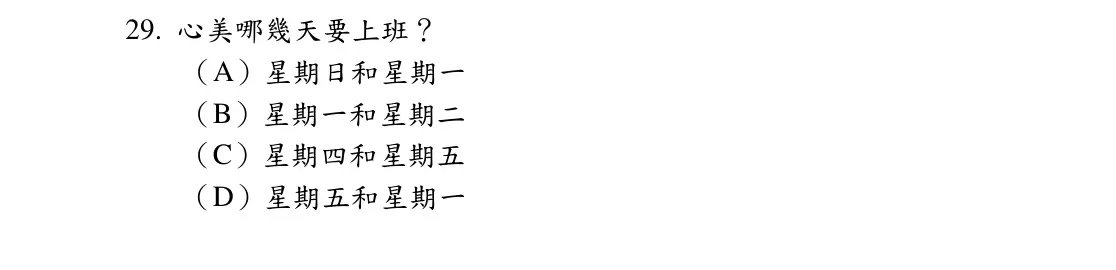 29. 心美哪幾天要上班？
（A）星期日和星期一
（B）星期一和星期二
（C）星期四和星期五
（D）星期五和星期一